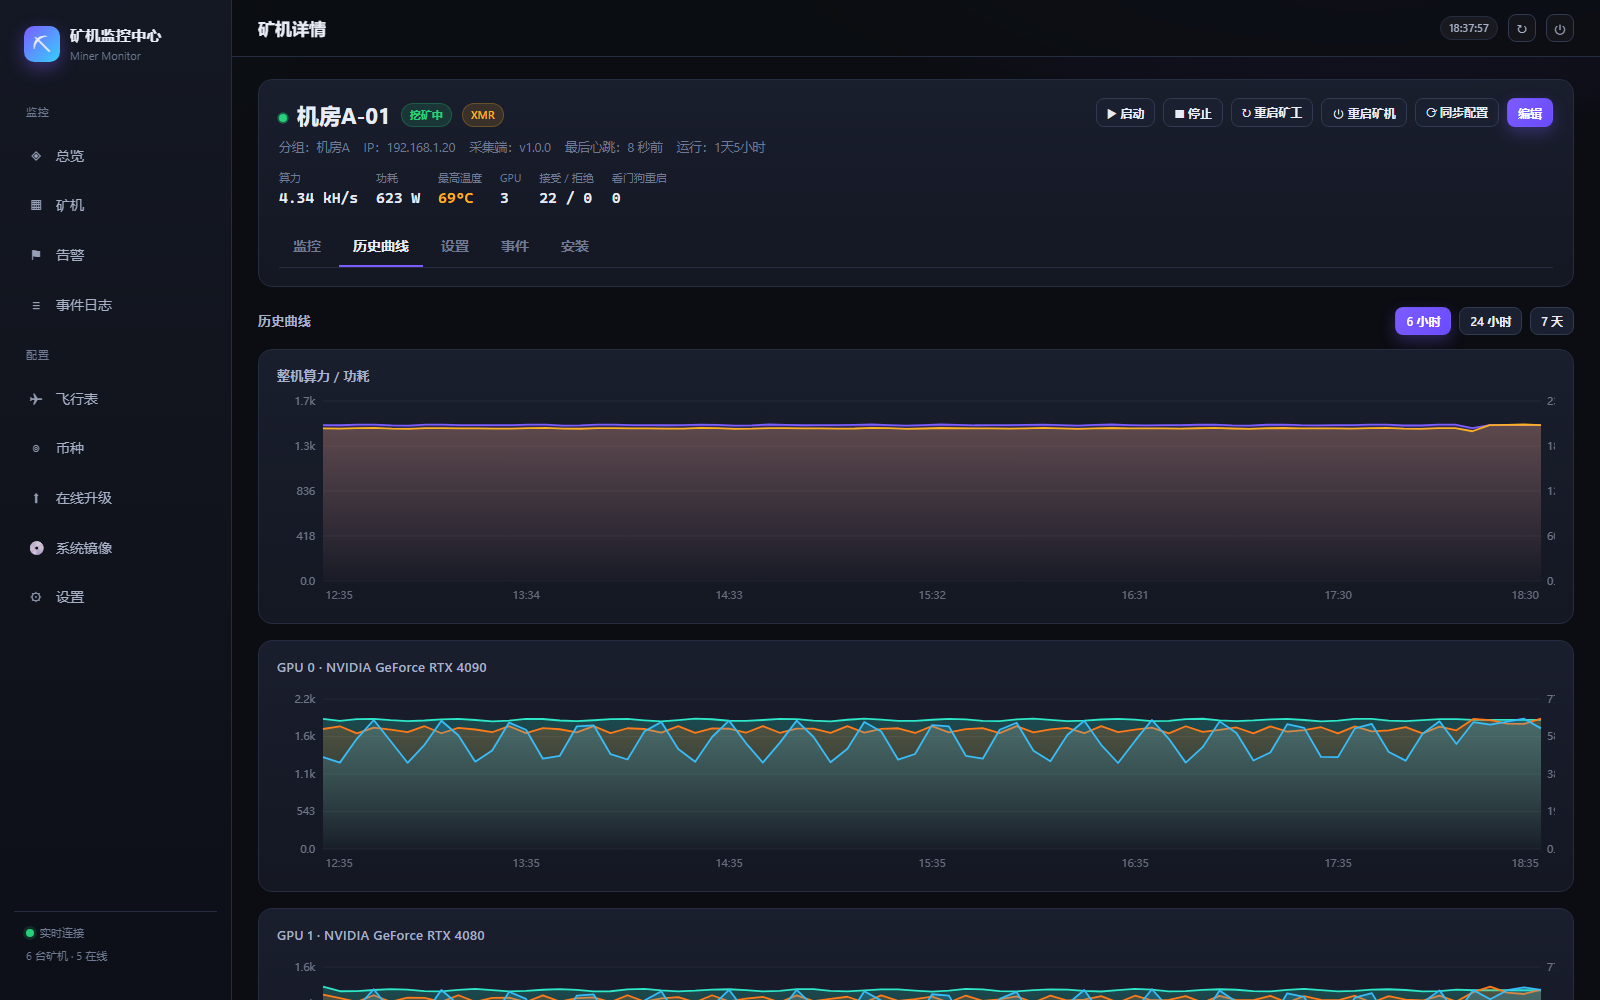 矿机监控中心
Miner Monitor
监控
总览
矿机
告警
事件日志
配置
飞行表
币种
在线升级
系统镜像
设置
实时连接
6 台矿机 · 5 在线
矿机详情
18:37:57
机房A-01 挖矿中 XMR
启动 停止 重启矿工 重启矿机 同步配置 编辑
分组：机房A IP：192.168.1.20 采集端：v1.0.0 最后心跳：8 秒前 运行：1天5小时
算力 功耗 最高温度 GPU 接受 / 拒绝 看门狗重启
4.34 kH/s 623 W 69°C 3 22 / 0 0
监控 历史曲线 设置 事件 安装
历史曲线
6 小时 24 小时 7 天
整机算力 / 功耗
1.7k
1.3k
836
418
0.0
12:35 13:34 14:33 15:32 16:31 17:30 18:30
GPU 0 · NVIDIA GeForce RTX 4090
2.2k
1.6k
1.1k
543
0.0
12:35 13:35 14:35 15:35 16:35 17:35 18:35
GPU 1 · NVIDIA GeForce RTX 4080
1.6k